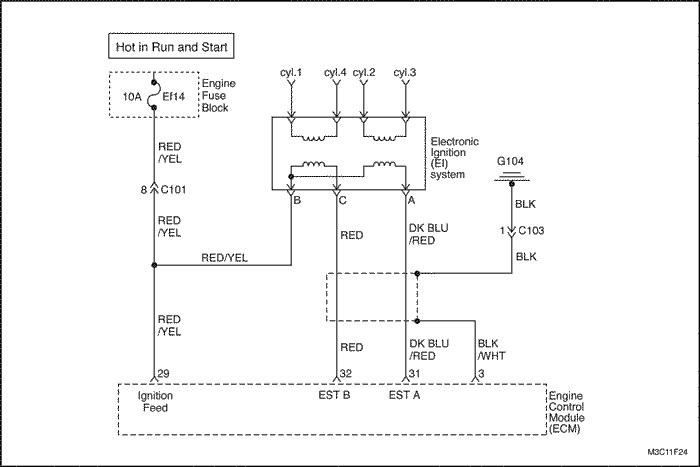 Hot in Run and Start
cyl.1 cyl.4 cyl.2 cyl.3
10A Ef14
Engine
Fuse
Block
Electronic
Ignition
(EI)
system
RED
/YEL
G104
8 C101
B C A
BLK
RED
/YEL
RED
DK BLU
/RED
1 C103
RED/YEL
BLK
RED
/YEL
RED
DK BLU
/RED
BLK
/WHT
29 32 31 3
Ignition
Feed
EST B
EST A
Engine
Control
Module
(ECM)
M3C11F24